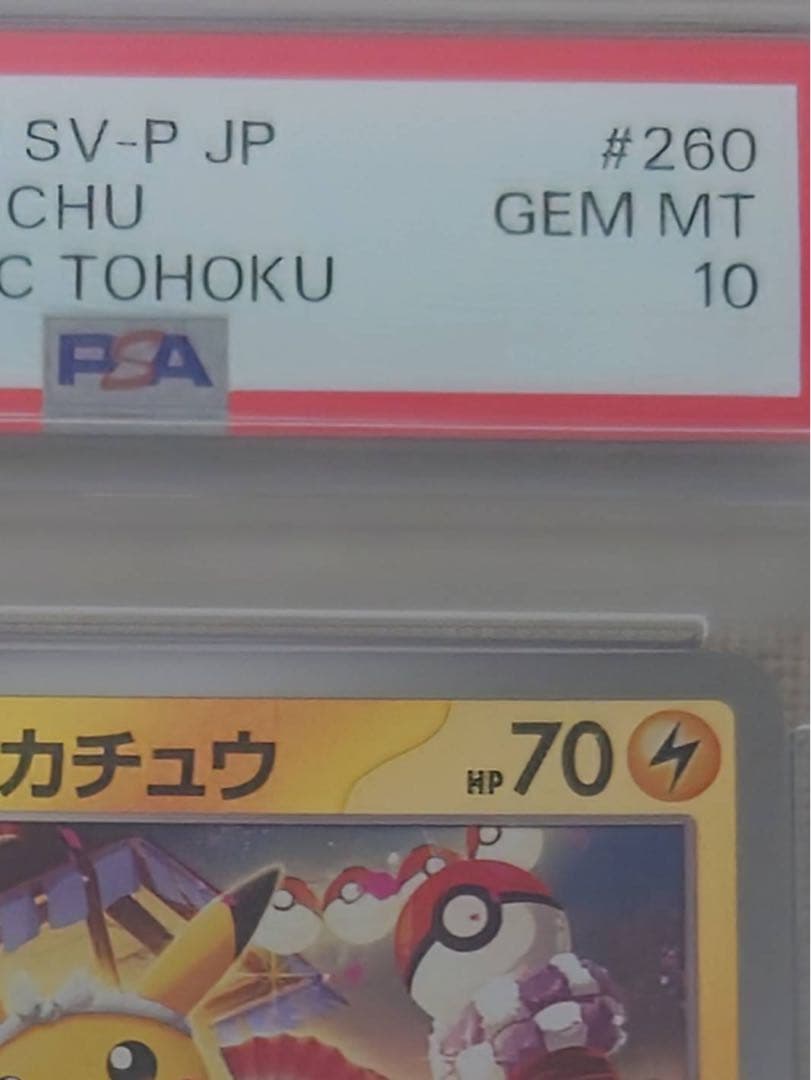 SV-P JP #260
CHU GEM MT
C TOHOKU 10
PSA
カチュウ HP 70